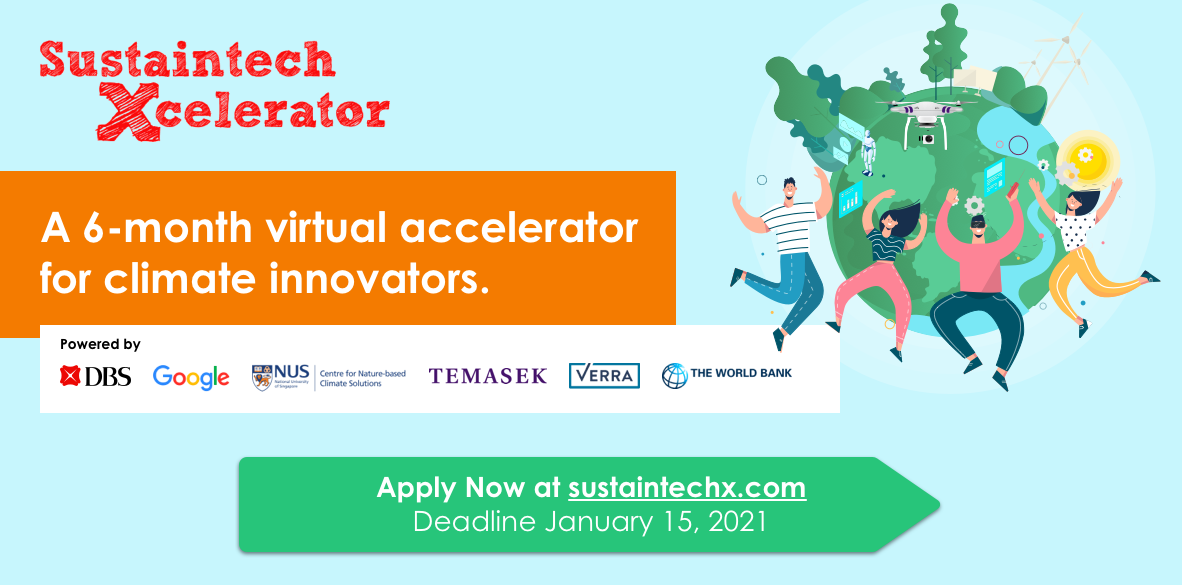 Sustaintech
Xcelerator
A 6-month virtual accelerator
for climate innovators.
Powered by
DBS
Google
NUS
National University
of Singapore
Centre for Nature-based
Climate Solutions
TEMASEK
VERRA
THE WORLD BANK
Apply Now at sustaintechx.com
Deadline January 15, 2021